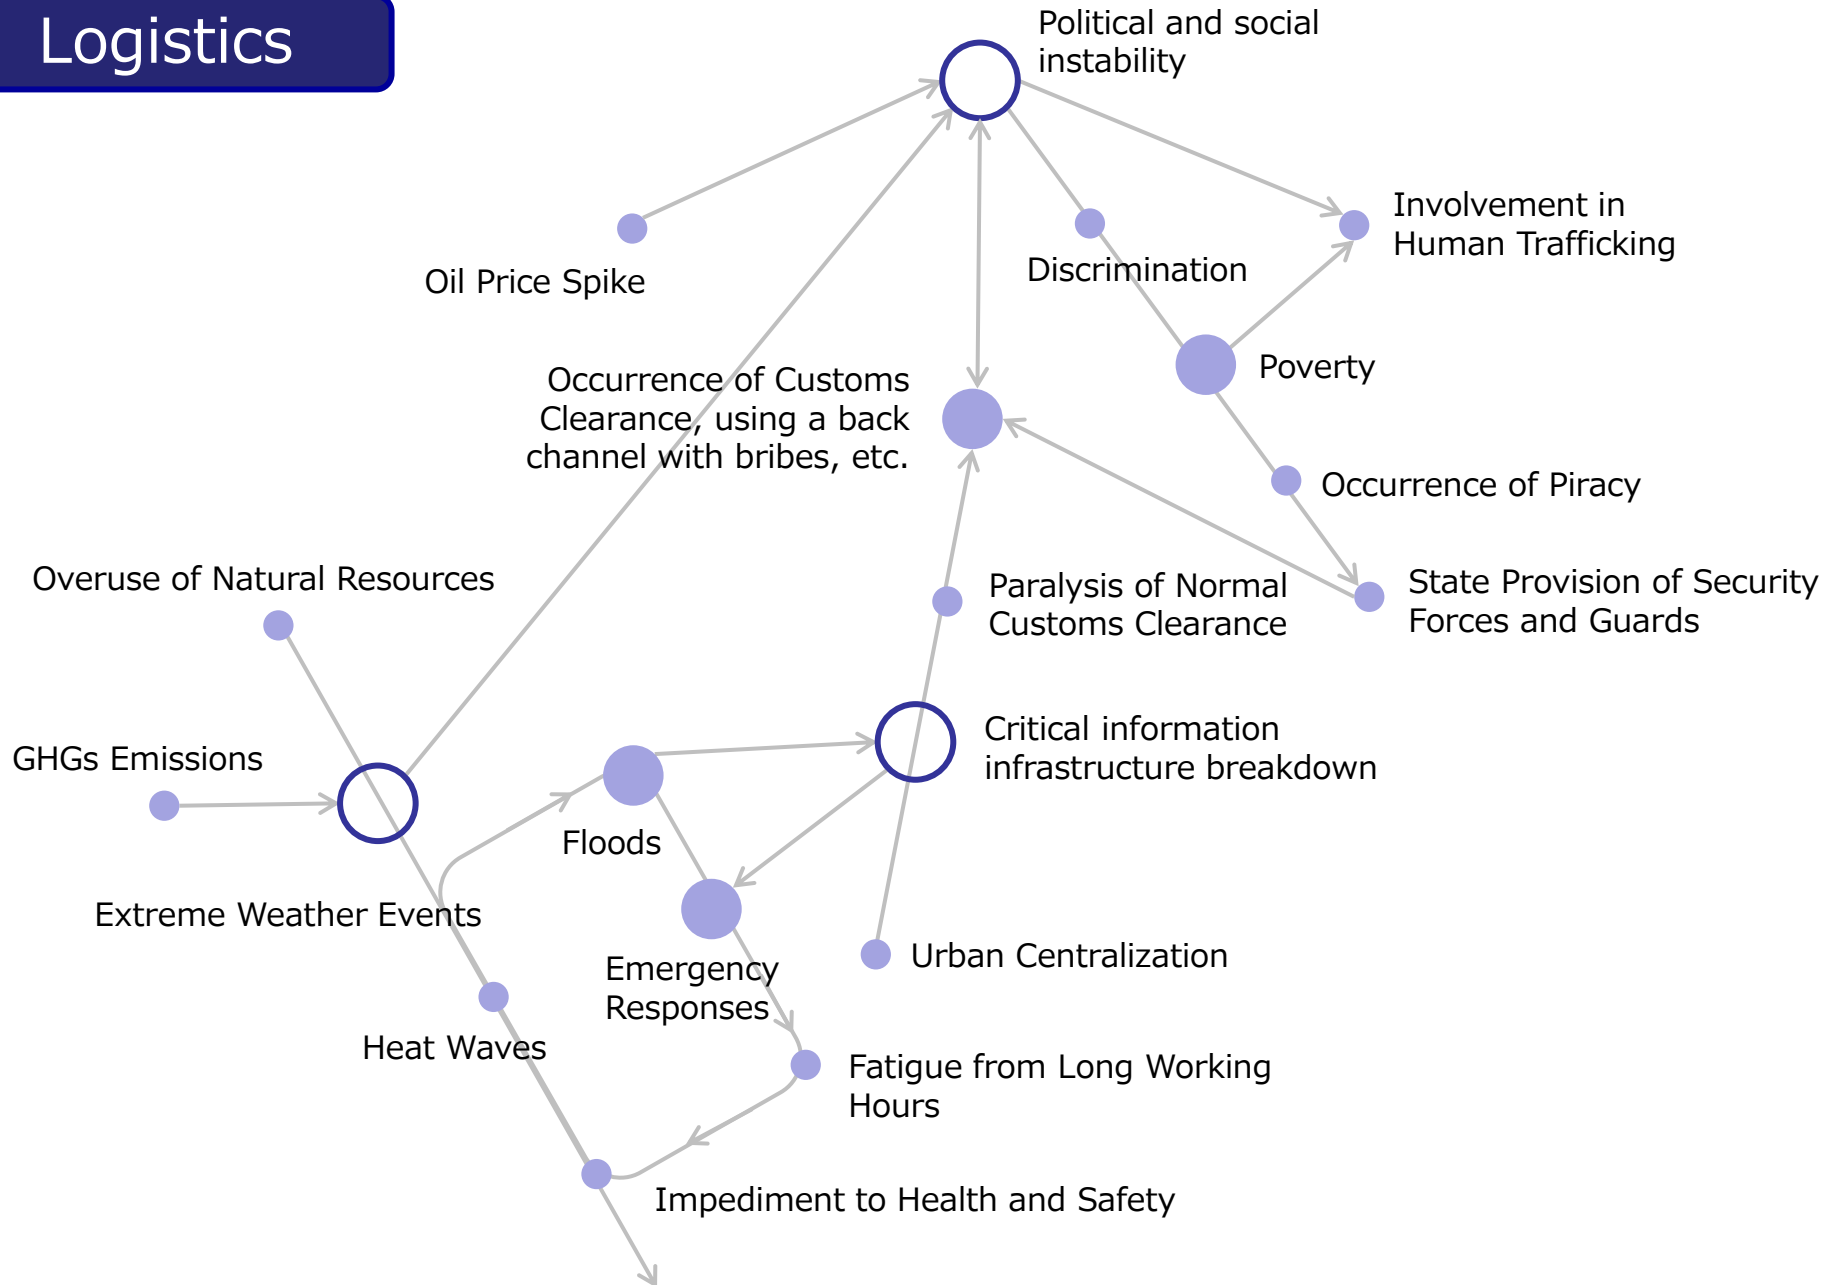 Logistics
Political and social
instability
Involvement in
Human Trafficking
Oil Price Spike
Discrimination
Poverty
Occurrence of Customs
Clearance, using a back
channel with bribes, etc.
Occurrence of Piracy
Overuse of Natural Resources
Paralysis of Normal
Customs Clearance
State Provision of Security
Forces and Guards
GHGs Emissions
Critical information
infrastructure breakdown
Floods
Extreme Weather Events
Emergency
Responses
Urban Centralization
Heat Waves
Fatigue from Long Working
Hours
Impediment to Health and Safety